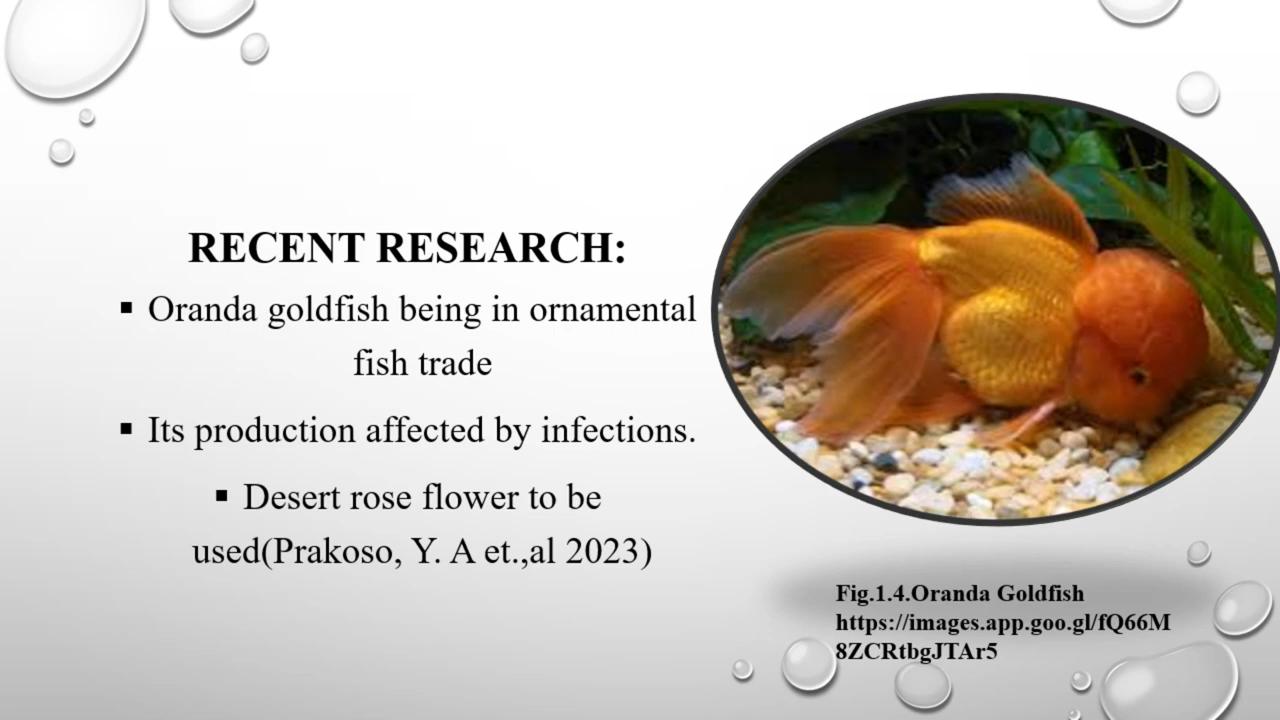 RECENT RESEARCH:
▪ Oranda goldfish being in ornamental
fish trade
▪ Its production affected by infections.
▪ Desert rose flower to be
used(Prakoso, Y. A et.,al 2023)
Fig.1.4.Oranda Goldfish
https://images.app.goo.gl/fQ66M
8ZCRtbgJTAr5